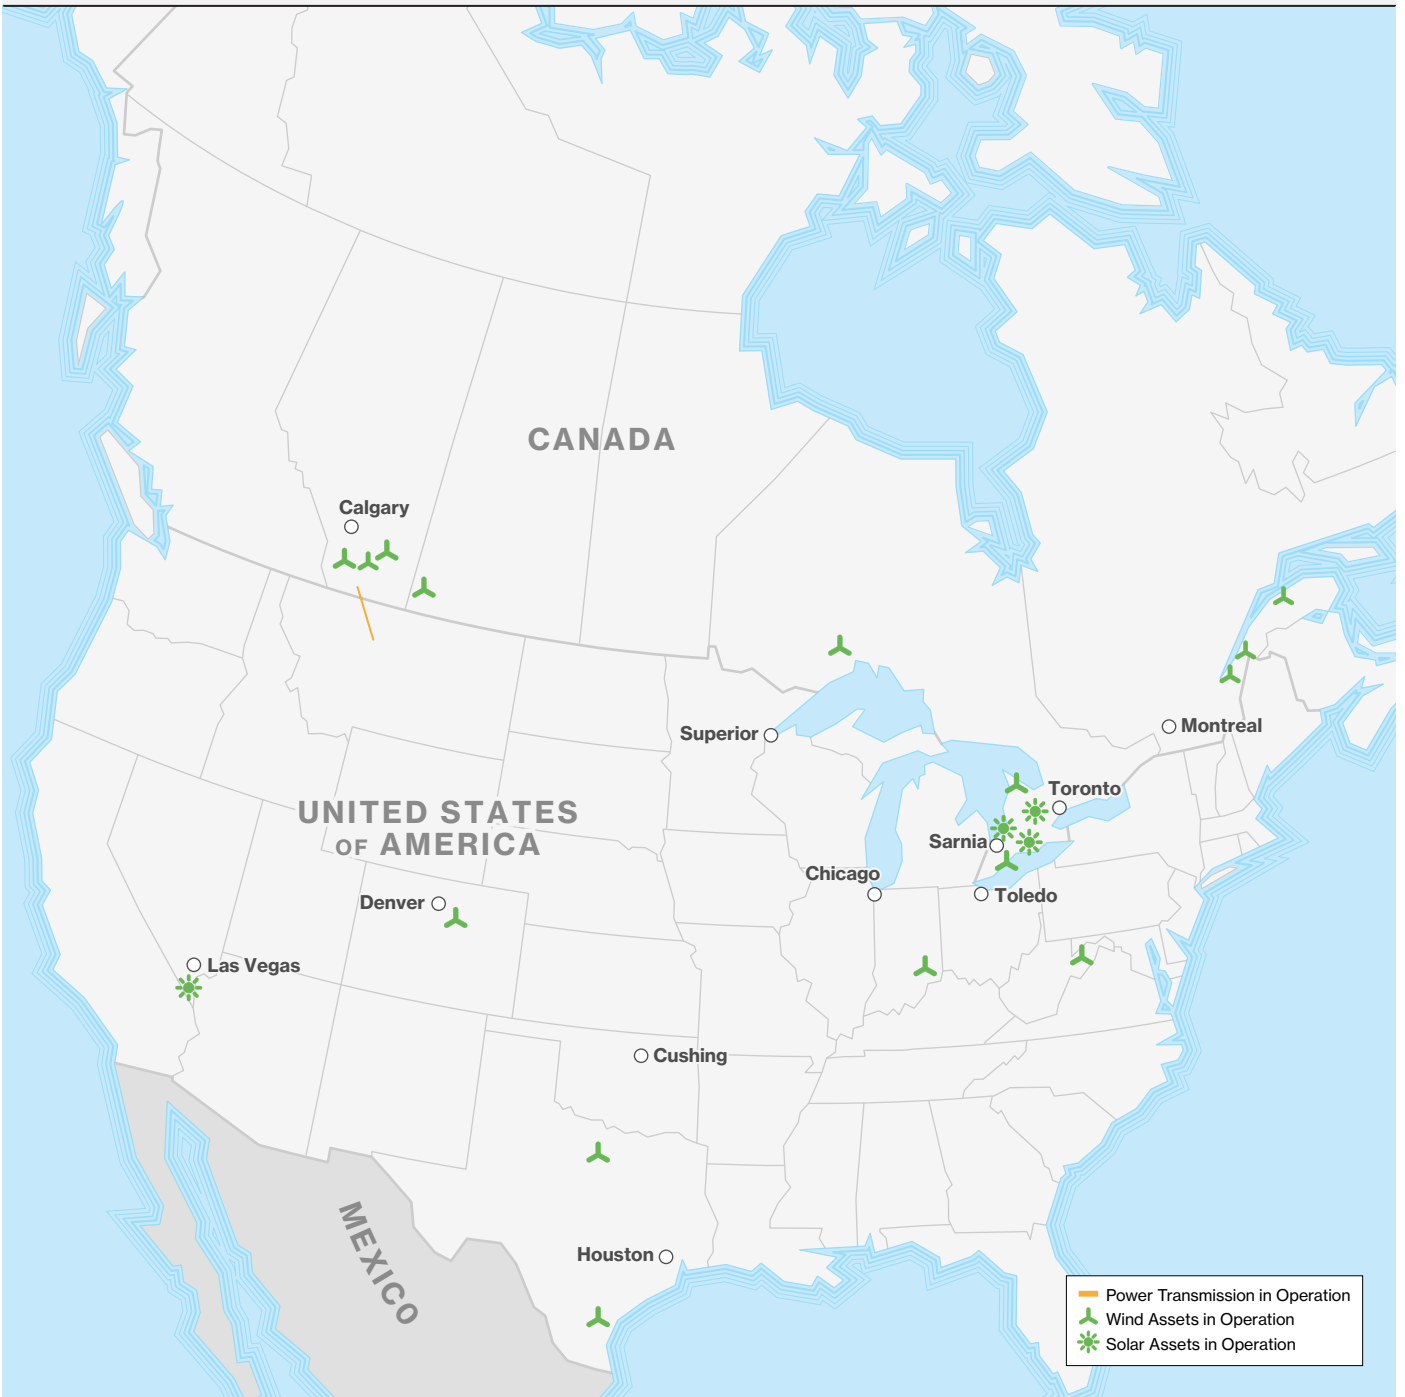 CANADA
Calgary
Superior
Montreal
Toronto
UNITED STATES
OF AMERICA
Sarnia
Chicago
Denver
Toledo
Las Vegas
Cushing
MEXICO
Houston
Power Transmission in Operation
Wind Assets in Operation
Solar Assets in Operation